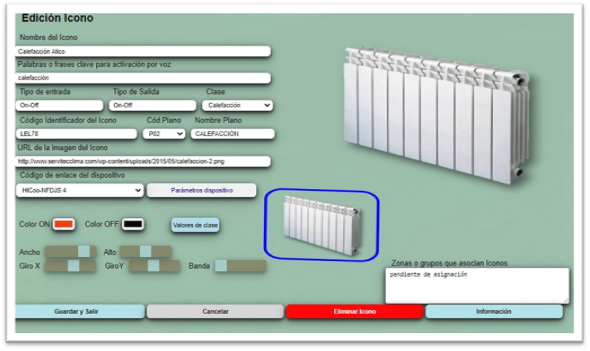 Edición Icono
Nombre del Icono
Calefacción Atico
Palabras o frases clave para activación por voz
calefacción
Tipo de entrada Tipo de Salida Clase
On-Off On-Off Calefacción
Código Identificador del Icono Cód.Plano Nombre Plano
LEL78 P02 CALEFACCIÓN
URL de la imagen del Icono
http://www.servitecclima.com/wp-content/uploads/2015/05/calefaccion-2.png
Código de enlace del dispositivo
HtCoo-NFDJS.4 Parámetros dispositivo
Color ON Color OFF Valores de clase
Ancho Alto
Giro X GiroY Banda
Zonas o grupos que asocian Iconos
pendiente de asignación
Guardar y Salir Cancelar Eliminar Icono Información